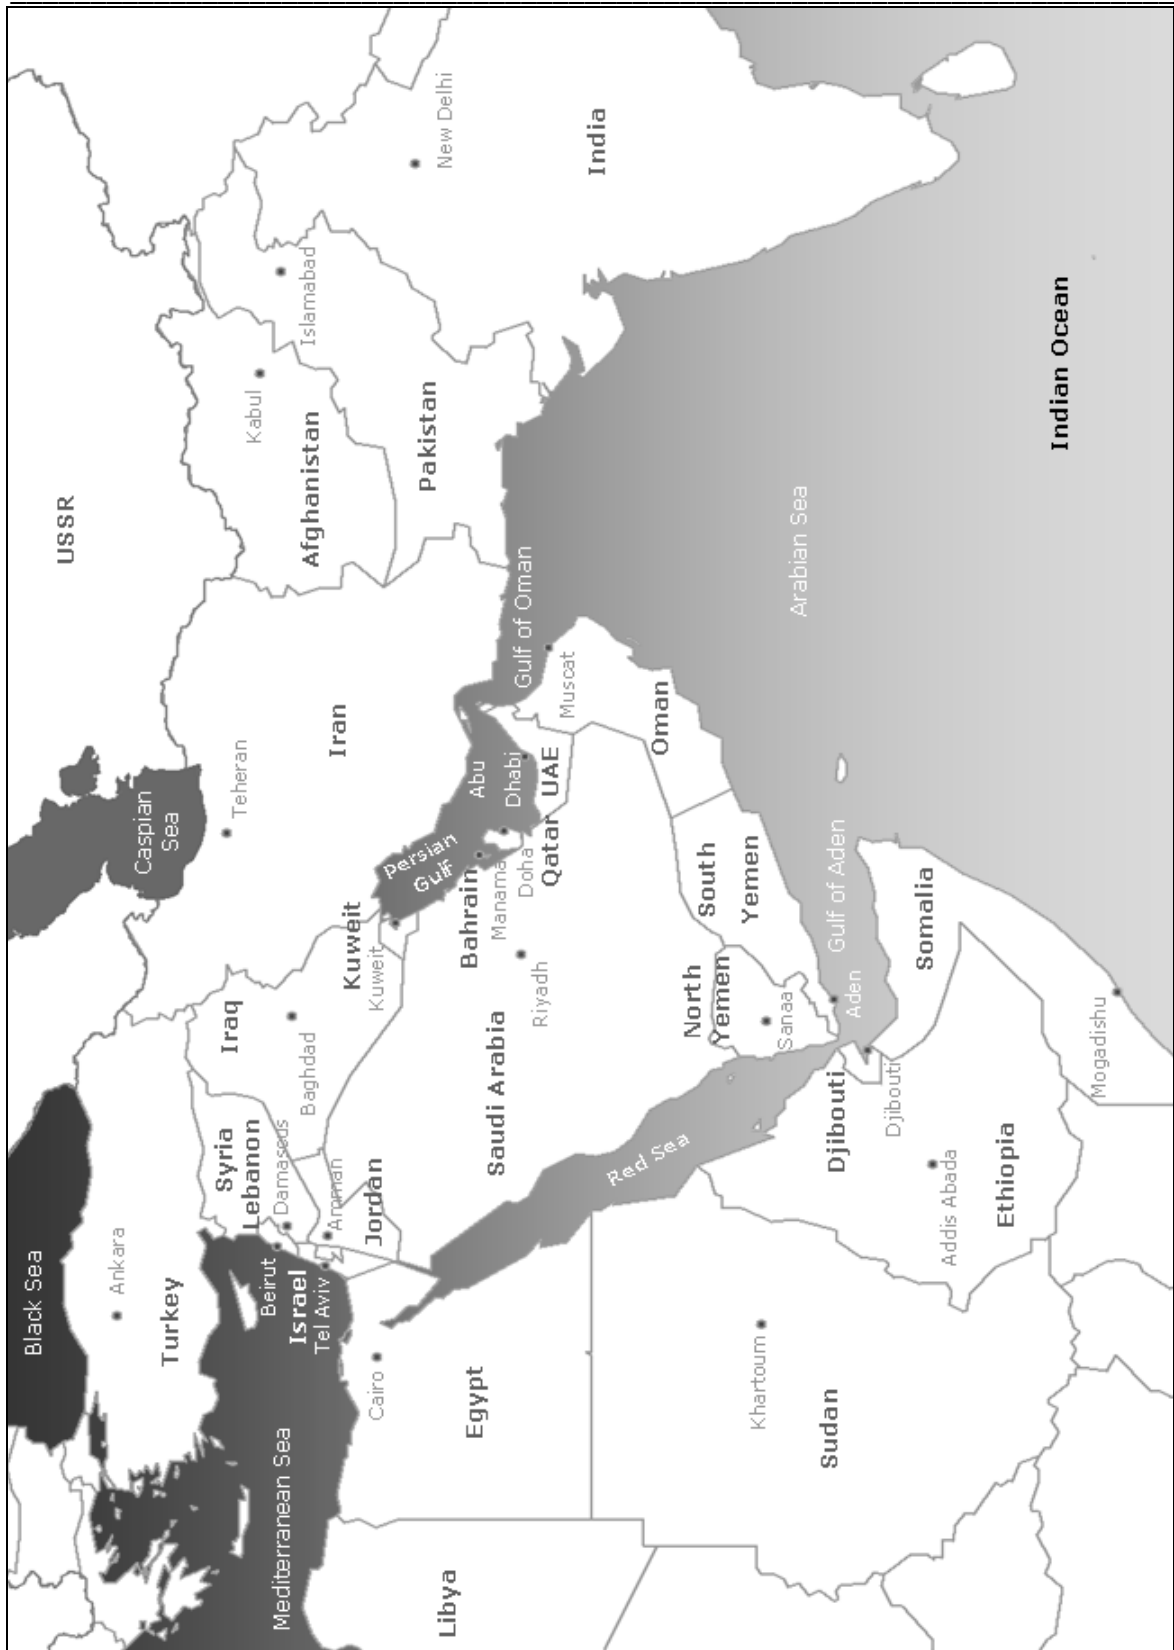 USSR
Black Sea
Caspian
Sea
Ankara
Turkey
Teheran
Kabul
Islamabad
New Delhi
Afghanistan
Iran
Pakistan
India
Syria
Lebanon
Damascus
Iraq
Baghdad
Beirut
Israel
Tel Aviv
Amman
Jordan
Mediterranean Sea
Cairo
Egypt
Libya
Kuweit
Kuweit
Persian
Gulf
Bahrain
Manama
Doha
Qatar
Abu
Dhabi
UAE
Gulf of Oman
Muscat
Oman
Saudi Arabia
Riyadh
Red Sea
North
Yemen
Sanaa
South
Yemen
Aden
Gulf of Aden
Arabian Sea
Indian Ocean
Khartoum
Sudan
Djibouti
Djibouti
Addis Abada
Ethiopia
Somalia
Mogadishu